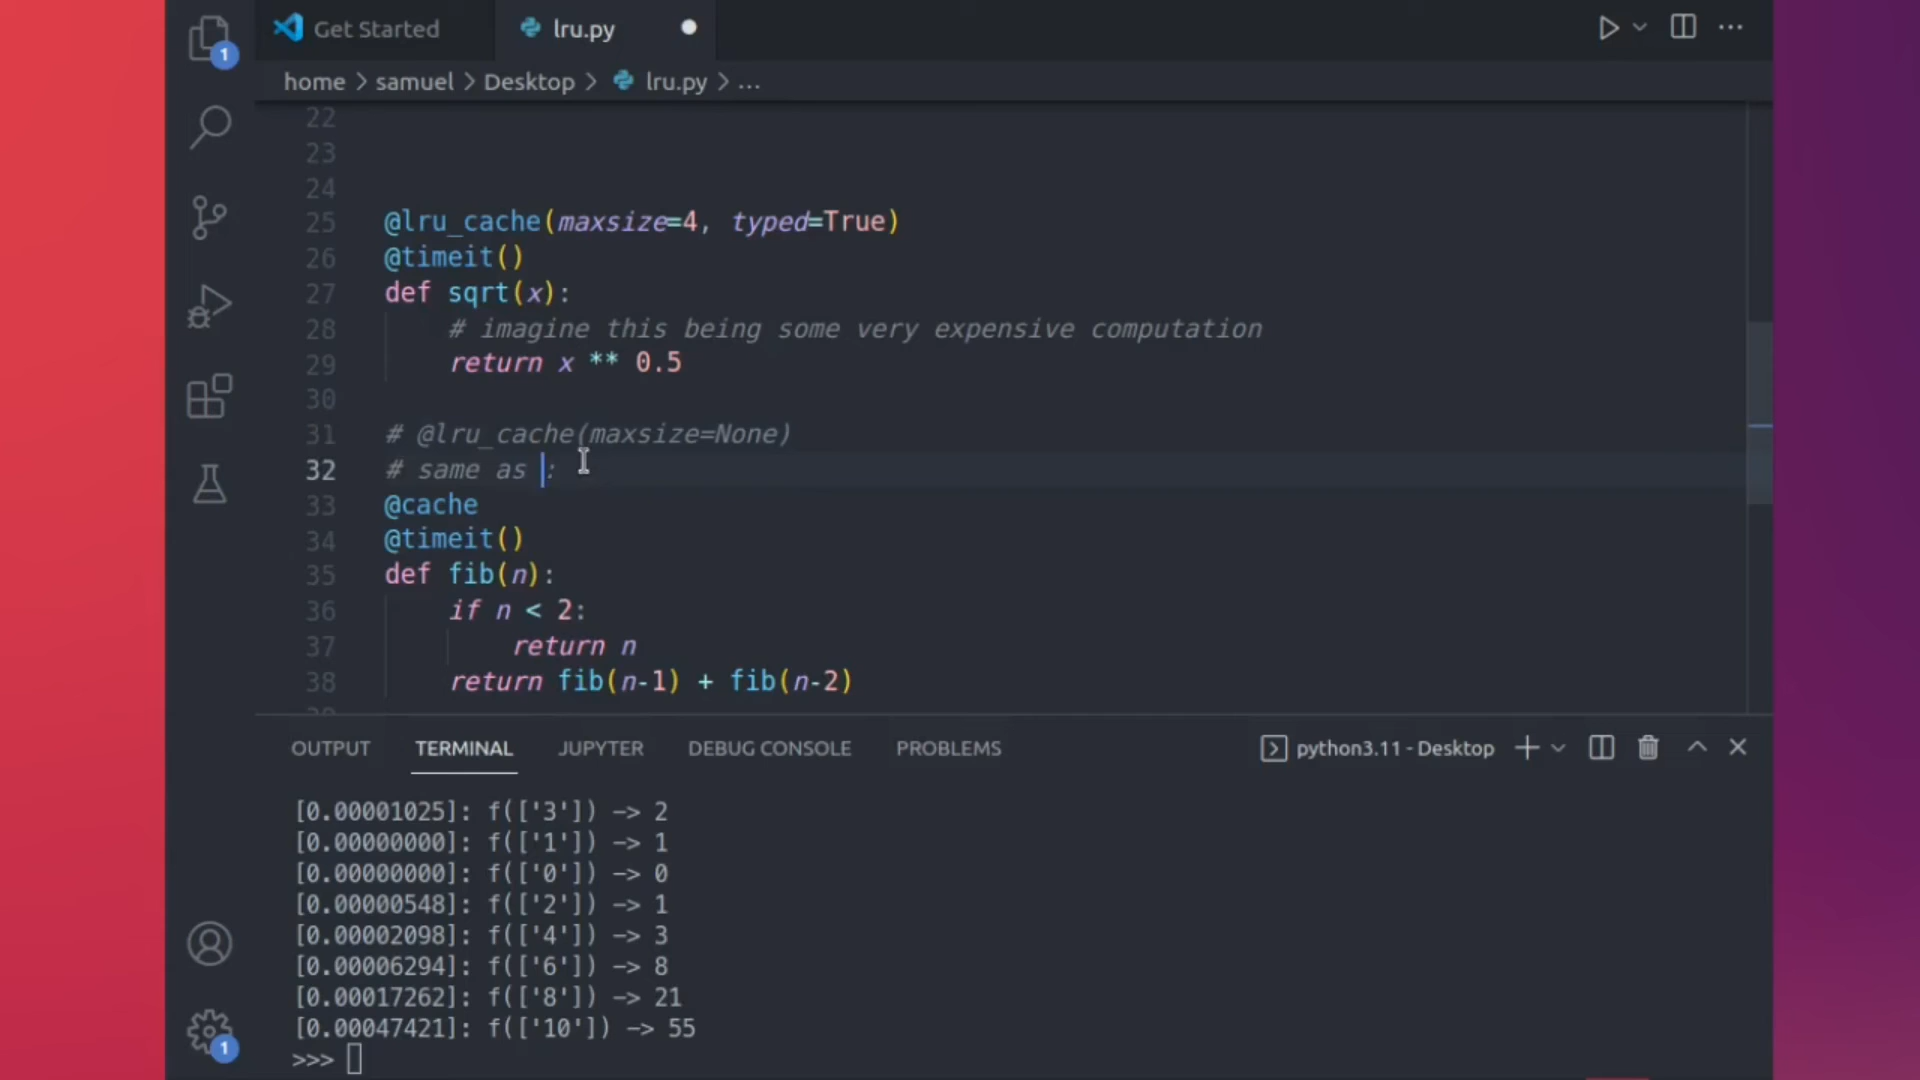 1
Get Started
lru.py
home > samuel > Desktop > lru.py > ...
22
23
24
25 @lru_cache(maxsize=4, typed=True)
26 @timeit()
27 def sqrt(x):
28 # imagine this being some very expensive computation
29 return x ** 0.5
30
31 # @lru_cache(maxsize=None)
32 # same as :
33 @cache
34 @timeit()
35 def fib(n):
36 if n < 2:
37 return n
38 return fib(n-1) + fib(n-2)
OUTPUT TERMINAL JUPYTER DEBUG CONSOLE PROBLEMS python3.11 - Desktop
[0.00001025]: f(['3']) -> 2
[0.00000000]: f(['1']) -> 1
[0.00000000]: f(['0']) -> 0
[0.00000548]: f(['2']) -> 1
[0.00002098]: f(['4']) -> 3
[0.00006294]: f(['6']) -> 8
[0.00017262]: f(['8']) -> 21
[0.00047421]: f(['10']) -> 55
>>>
1